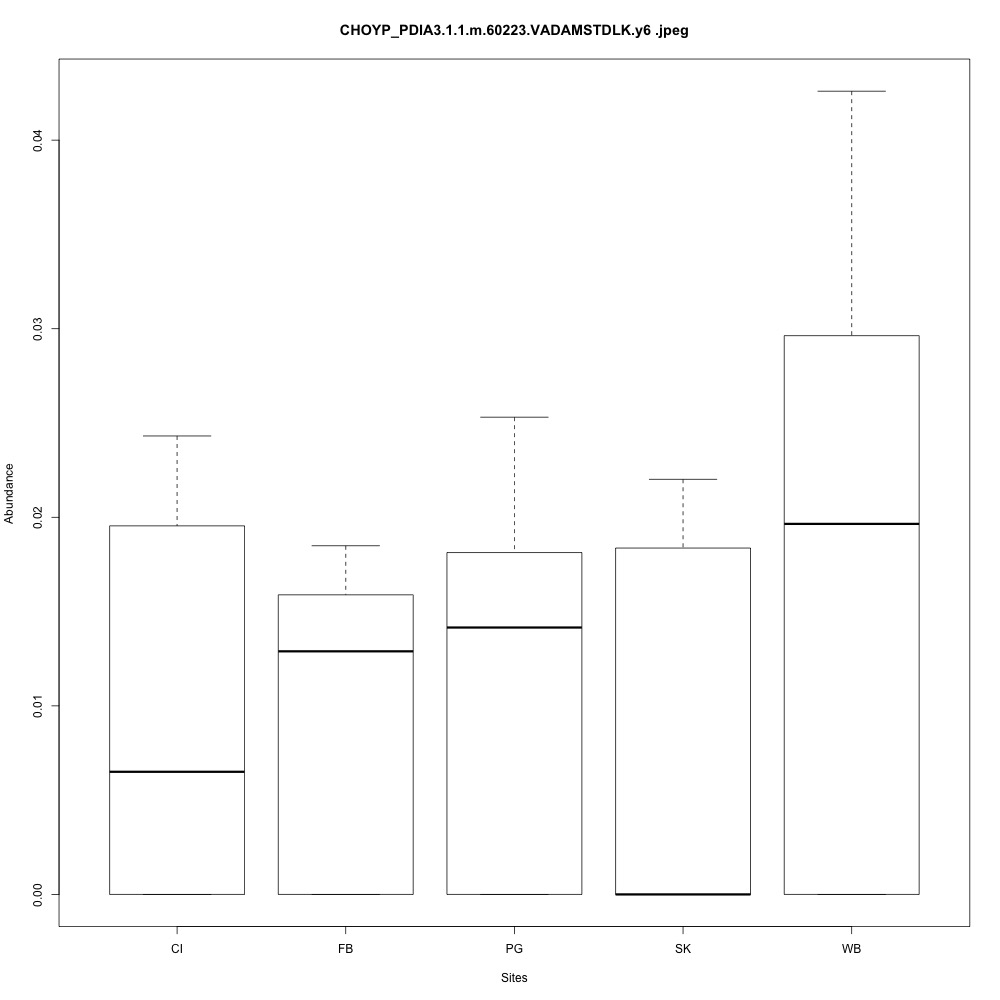 CHOYP_PDIA3.1.1.m.60223.VADAMSTDLK.y6 .jpeg
Abundance
0.04
0.03
0.02
0.01
0.00
CI FB PG SK WB
Sites